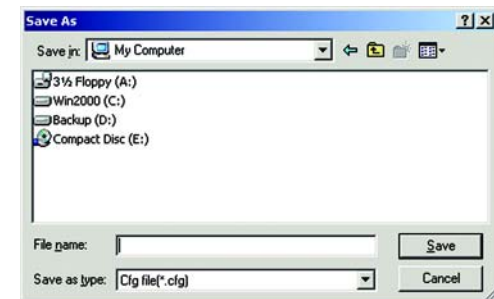 Save As
Save in: My Computer
3½ Floppy (A:)
Win2000 (C:)
Backup (D:)
Compact Disc (E:)
File name: Save
Save as type: Cfg file(*.cfg) Cancel